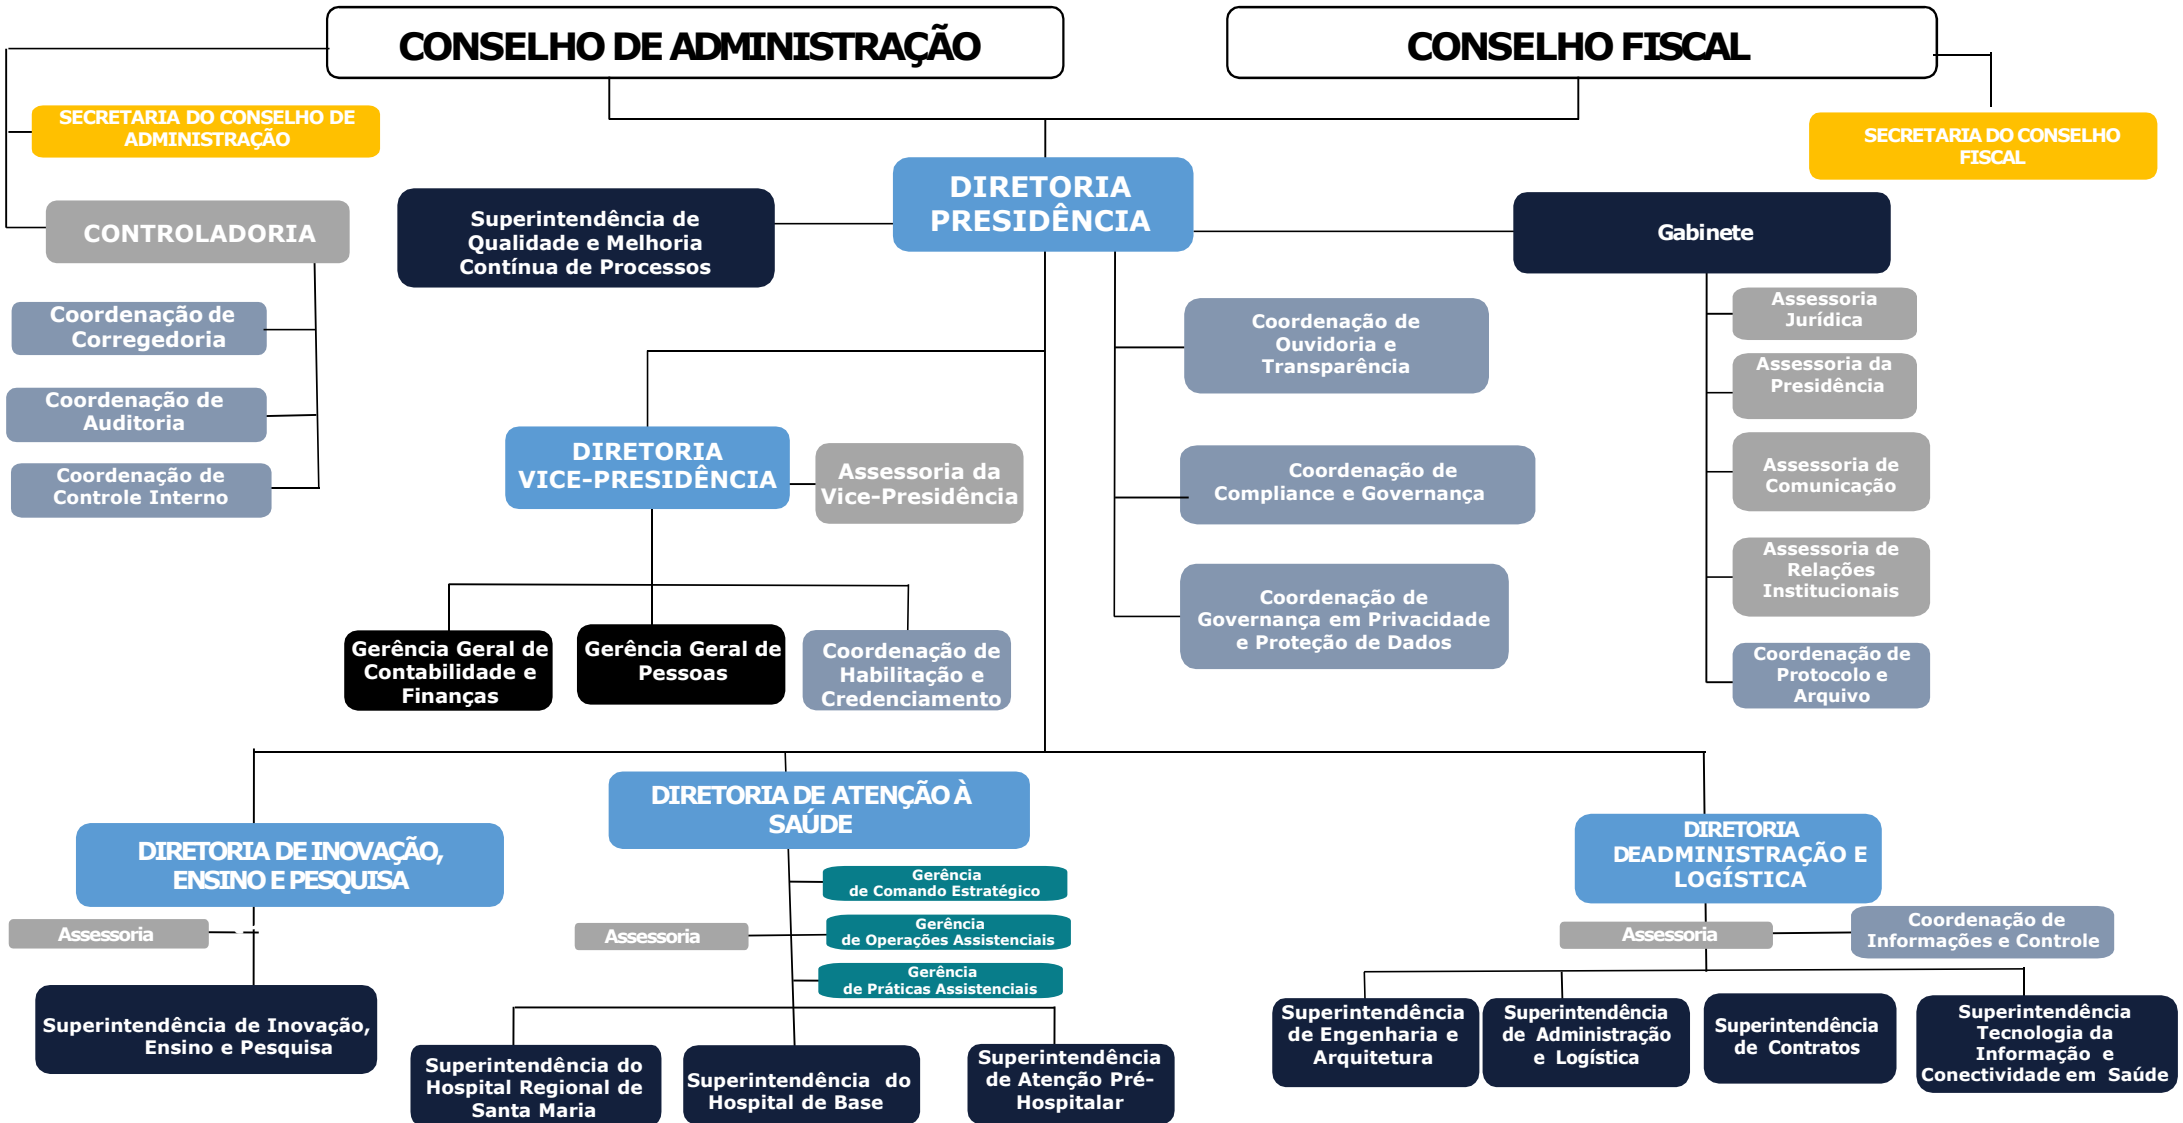 CONSELHO DE ADMINISTRAÇÃO
CONSELHO FISCAL
SECRETARIA DO CONSELHO DE
ADMINISTRAÇÃO
SECRETARIA DO CONSELHO
FISCAL
DIRETORIA
PRESIDÊNCIA
Superintendência de
Qualidade e Melhoria
Contínua de Processos
CONTROLADORIA
Gabinete
Coordenação de
Corregedoria
Coordenação de
Auditoria
Coordenação de
Controle Interno
Coordenação de
Ouvidoria e
Transparência
Coordenação de
Compliance e Governança
Coordenação de
Governança em Privacidade
e Proteção de Dados
Assessoria
Jurídica
Assessoria da
Presidência
Assessoria de
Comunicação
Assessoria de
Relações
Institucionais
Coordenação de
Protocolo e
Arquivo
DIRETORIA
VICE-PRESIDÊNCIA
Assessoria da
Vice-Presidência
Gerência Geral de
Contabilidade e
Finanças
Gerência Geral de
Pessoas
Coordenação de
Habilitação e
Credenciamento
DIRETORIA DE INOVAÇÃO,
ENSINO E PESQUISA
Assessoria
Superintendência de Inovação,
Ensino e Pesquisa
DIRETORIA DE ATENÇÃO À
SAÚDE
Gerência
de Comando Estratégico
Assessoria
Gerência
de Operações Assistenciais
Gerência
de Práticas Assistenciais
Superintendência do
Hospital Regional de
Santa Maria
Superintendência do
Hospital de Base
Superintendência
de Atenção Pré-
Hospitalar
DIRETORIA
DEADMINISTRAÇÃO E
LOGÍSTICA
Assessoria
Coordenação de
Informações e Controle
Superintendência
de Engenharia e
Arquitetura
Superintendência
de Administração
e Logística
Superintendência
de Contratos
Superintendência
Tecnologia da
Informação e
Conectividade em Saúde